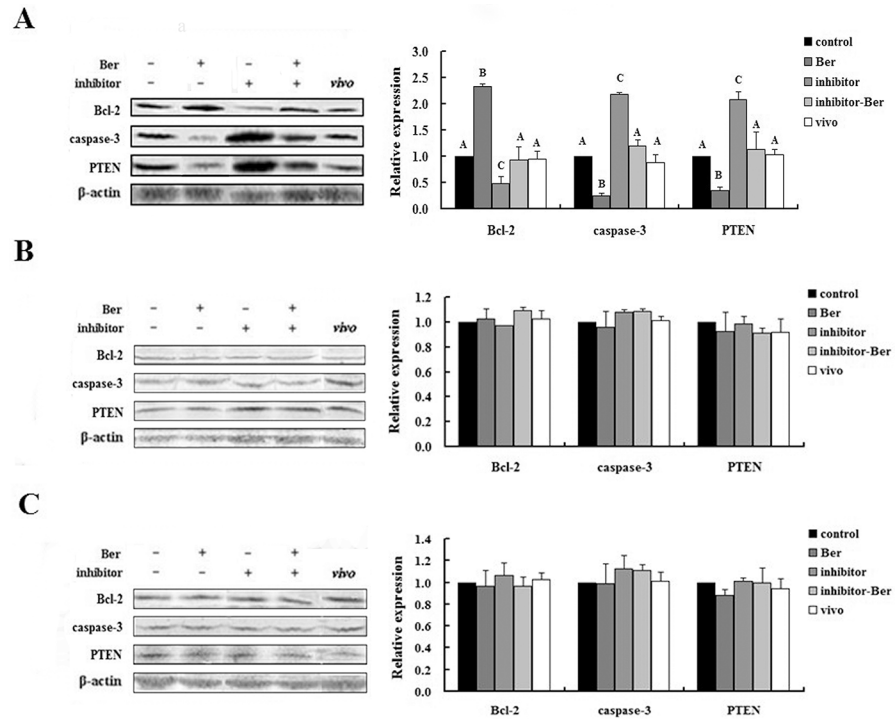 A
Ber - + - +
inhibitor - - + + vivo
Bcl-2
caspase-3
PTEN
β-actin
Relative expression
3.0
2.5
2.0
1.5
1.0
0.5
0.0
A B C A A
A B C A A
A B C A A
Bcl-2 caspase-3 PTEN
control
Ber
inhibitor
inhibitor-Ber
vivo
B
Ber - + - +
inhibitor - - + + vivo
Bcl-2
caspase-3
PTEN
β-actin
Relative expression
1.2
1.0
0.8
0.6
0.4
0.2
0.0
Bcl-2 caspase-3 PTEN
control
Ber
inhibitor
inhibitor-Ber
vivo
C
Ber - + - +
inhibitor - - + + vivo
Bcl-2
caspase-3
PTEN
β-actin
Relative expression
1.4
1.2
1.0
0.8
0.6
0.4
0.2
0.0
Bcl-2 caspase-3 PTEN
control
Ber
inhibitor
inhibitor-Ber
vivo